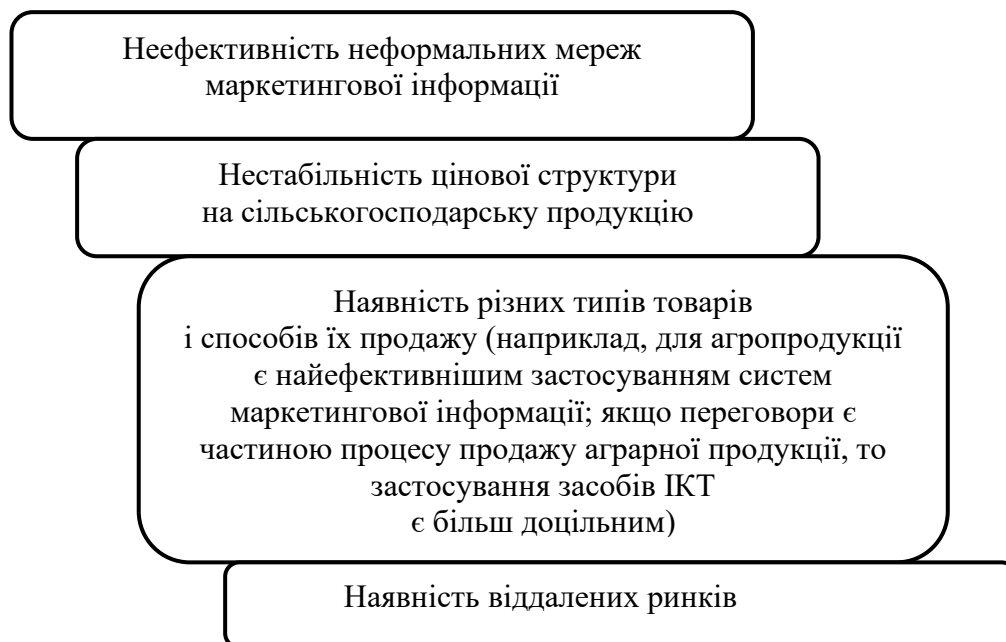 Неефективність неформальних мереж
маркетингової інформації
Нестабільність цінової структури
на сільськогосподарську продукцію
Наявність різних типів товарів
і способів їх продажу (наприклад, для агропродукції
є найефективнішим застосуванням систем
маркетингової інформації; якщо переговори є
частиною процесу продажу аграрної продукції, то
застосування засобів ІКТ
є більш доцільним)
Наявність віддалених ринків